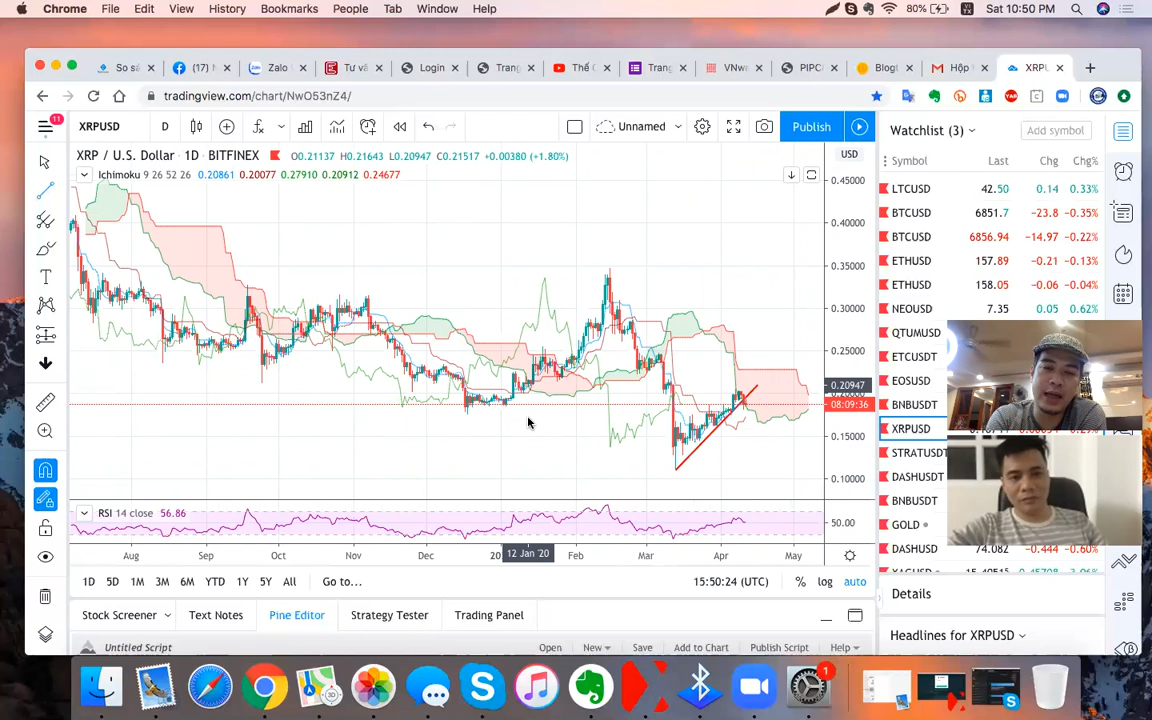 Chrome File Edit View History Bookmarks People Tab Window Help 80% Sat 10:50 PM
So sá Zalo Tư vấ Login Trang Thế Trang VNwa PIPC Blogt Hộp XRPU
tradingview.com/chart/NwO53nZ4/
11
XRPUSD D Unnamed Publish Watchlist (3) Add symbol
XRP / U.S. Dollar · 1D · BITFINEX O0.21137 H0.21643 L0.20947 C0.21517 +0.00380 (+1.80%) USD
Symbol Last Chg Chg%
Ichimoku 9 26 52 26 0.20861 0.20077 0.27910 0.20912 0.24677
0.45000
0.40000
0.35000
0.30000
0.25000
0.20947
08:09:36
0.15000
0.10000
LTCUSD 42.50 0.14 0.33%
BTCUSD 6851.7 -23.8 -0.35%
BTCUSD 6856.94 -14.97 -0.22%
ETHUSD 157.89 -0.21 -0.13%
ETHUSD 158.05 -0.06 -0.04%
NEOUSD 7.35 0.05 0.62%
QTUMUSD
ETCUSDT
EOSUSD
BNBUSDT
XRPUSD
STRATUSDT
DASHUSDT
BNBUSDT
GOLD
DASHUSD 74.082 -0.444 -0.60%
RSI 14 close 56.86
50.00
Aug Sep Oct Nov Dec 20 12 Jan '20 Feb Mar Apr May
1D 5D 1M 3M 6M YTD 1Y 5Y All Go to... 15:50:24 (UTC) % log auto
Details
Stock Screener Text Notes Pine Editor Strategy Tester Trading Panel
Headlines for XRPUSD
Untitled Script Open New Save Add to Chart Publish Script Help
1